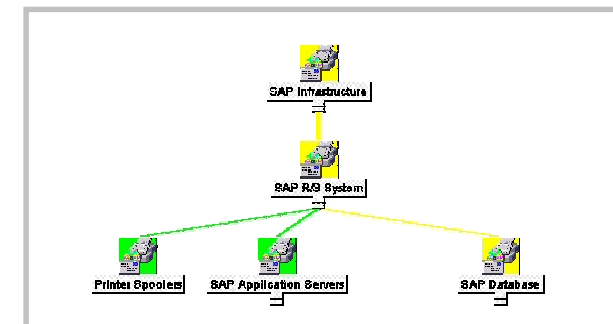 SAP Infrastructure
SAP R/3 System
Printer Spoolers
SAP Application Servers
SAP Database